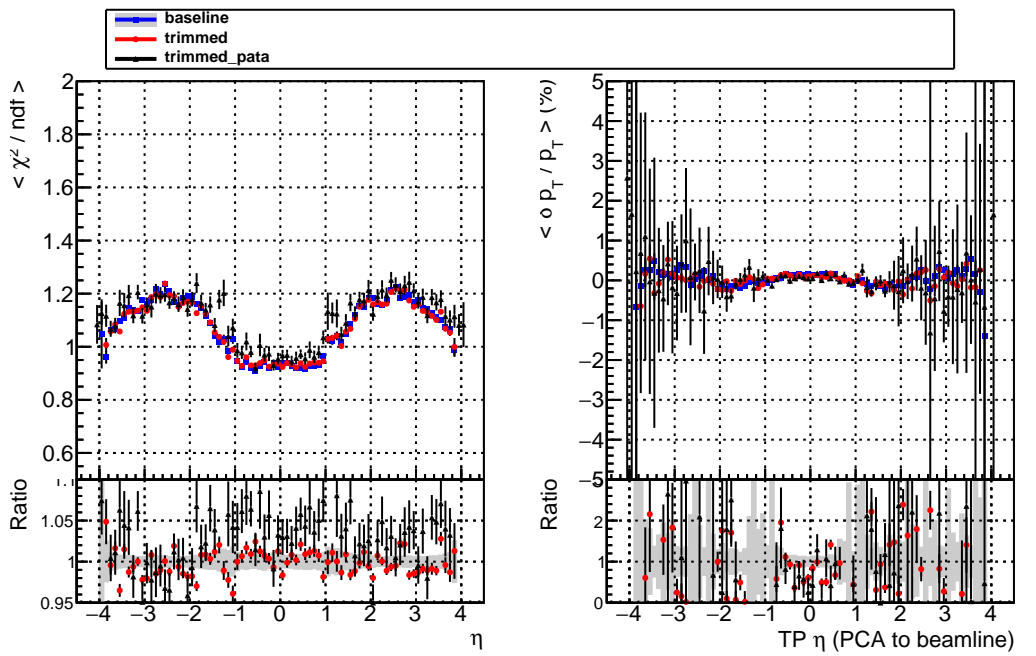 baseline
trimmed
trimmed_pata
< χ² / ndf >
2
1.8
1.6
1.4
1.2
1
0.8
0.6
Ratio
1.1
1.05
1
0.95
−4 −3 −2 −1 0 1 2 3 4
η
< δ p_T / p_T > (%)
5
4
3
2
1
0
−1
−2
−3
−4
−5
Ratio
2
1
0
−4 −3 −2 −1 0 1 2 3 4
TP η (PCA to beamline)